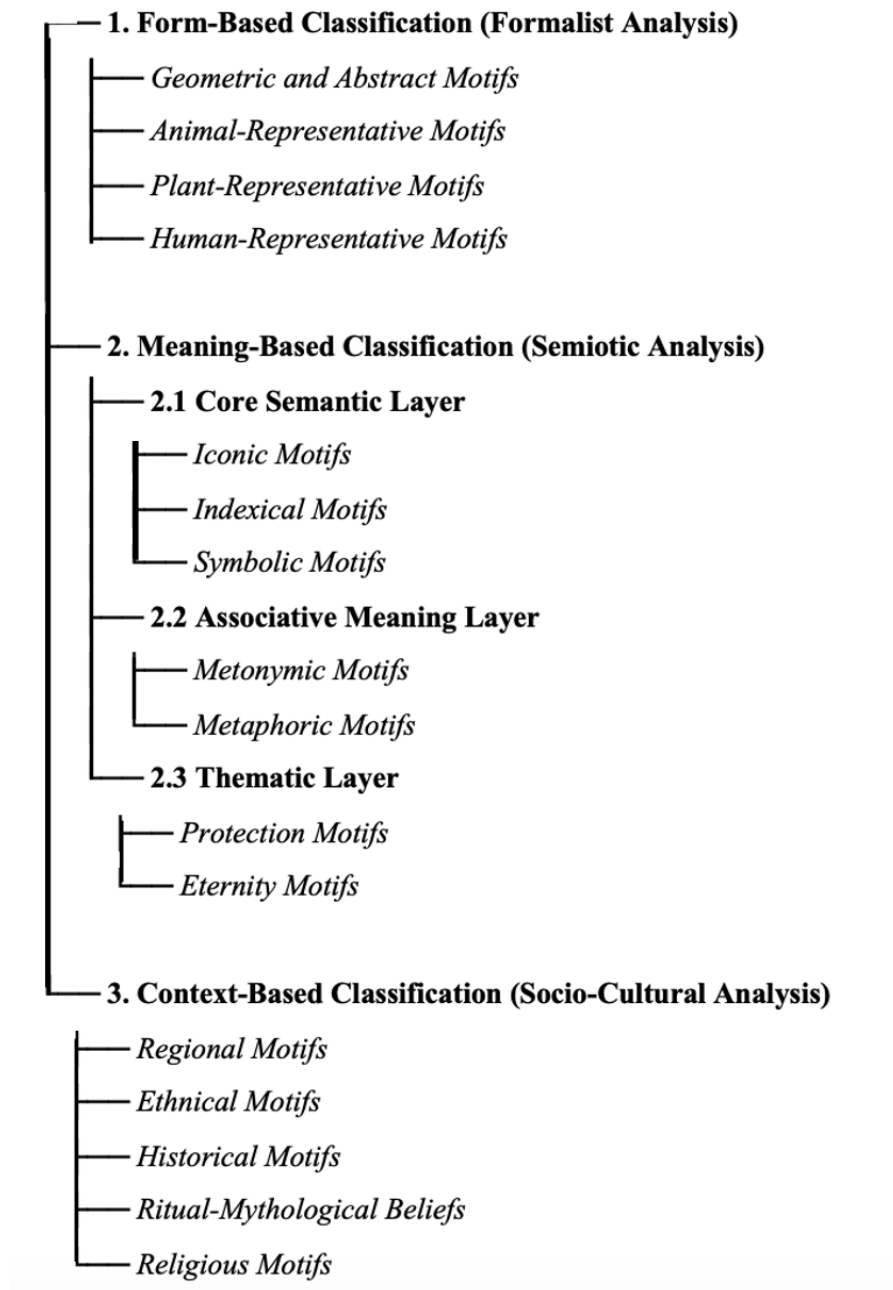 1. Form-Based Classification (Formalist Analysis)
Geometric and Abstract Motifs
Animal-Representative Motifs
Plant-Representative Motifs
Human-Representative Motifs
2. Meaning-Based Classification (Semiotic Analysis)
2.1 Core Semantic Layer
Iconic Motifs
Indexical Motifs
Symbolic Motifs
2.2 Associative Meaning Layer
Metonymic Motifs
Metaphoric Motifs
2.3 Thematic Layer
Protection Motifs
Eternity Motifs
3. Context-Based Classification (Socio-Cultural Analysis)
Regional Motifs
Ethnical Motifs
Historical Motifs
Ritual-Mythological Beliefs
Religious Motifs